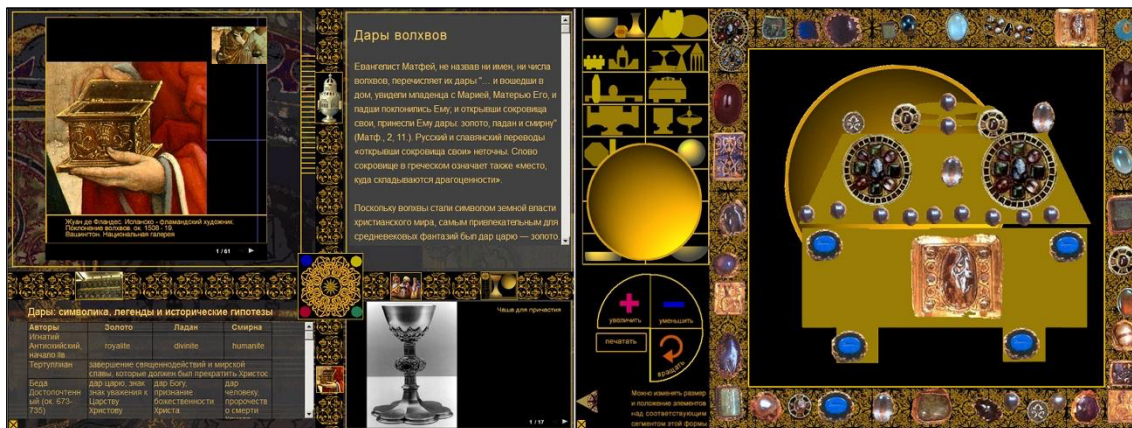 Жуан де Фландес. Испанско - фламандский художник.
Поклонение волхвов. ок. 1508 - 19.
Вашингтон. Национальная галерея
1 / 61
Дары волхвов
Евангелист Матфей, не назвав ни имен, ни числа
волхвов, перечисляет их дары "... и вошедши в
дом, увидели младенца с Марией, Матерью Его, и
падши поклонились Ему; и открывши сокровища
свои, принесли Ему дары: золото, ладан и смирну"
(Матф., 2, 11.). Русский и славянский переводы
«открывши сокровища свои» неточны. Слово
сокровище в греческом означает также «место,
куда складываются драгоценности».
Поскольку волхвы стали символом земной власти
христианского мира, самым привлекательным для
средневековых фантазий был дар царю — золото.
Дары: символика, легенды и исторические гипотезы
Авторы Золото Ладан Смирна
Игнатий
Антиохийский, royalite divinite humanite
начало IIв.
Тертуллиан завершение священнодействий и мирской
славы, которые должен был прекратить Христос
Беда дар царю, знак дар Богу, дар
Достопочтенн знак уважения к признание человеку,
ый (ок. 673- Царству божественности пророчеств
735) Христову Христа о смерти
Чаша для причастия
1 / 17
увеличить
уменьшить
печатать
вращать
Можно изменять размер
и положение элементов
над соответствующим
сегментом этой формы